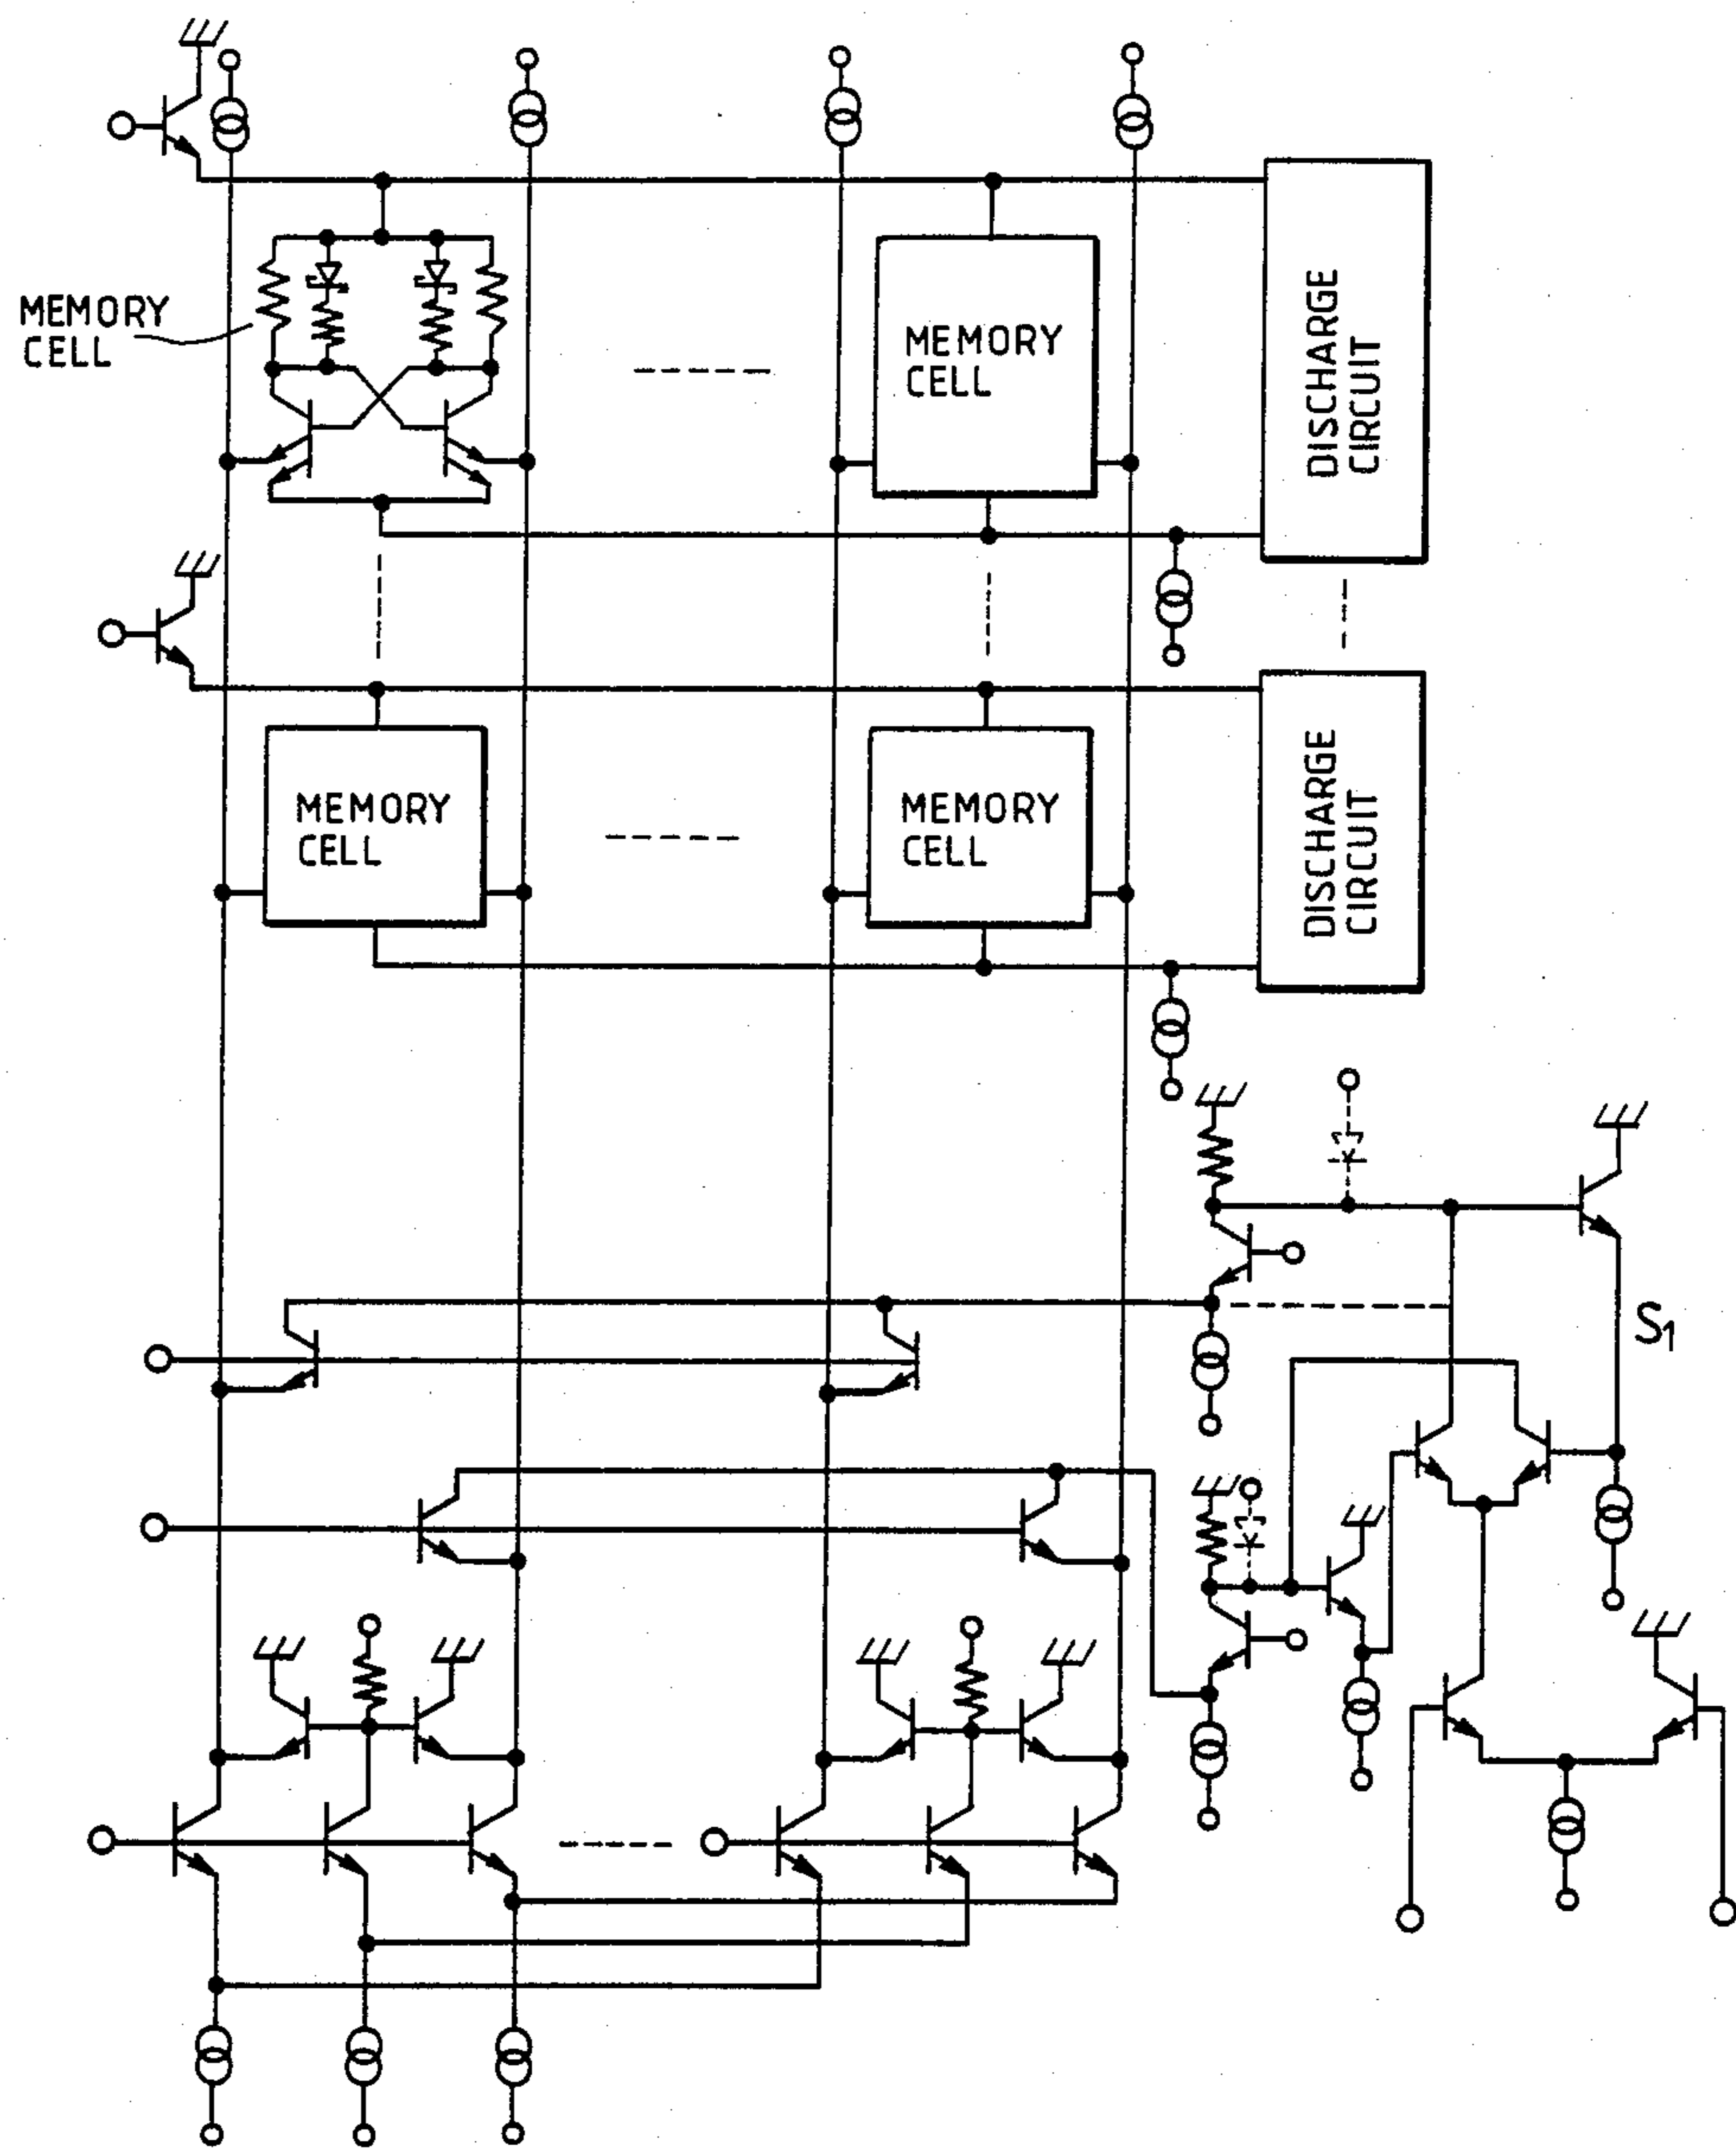 MEMORY
CELL
MEMORY
CELL
DISCHARGE
CIRCUIT
MEMORY
CELL
MEMORY
CELL
DISCHARGE
CIRCUIT
S1